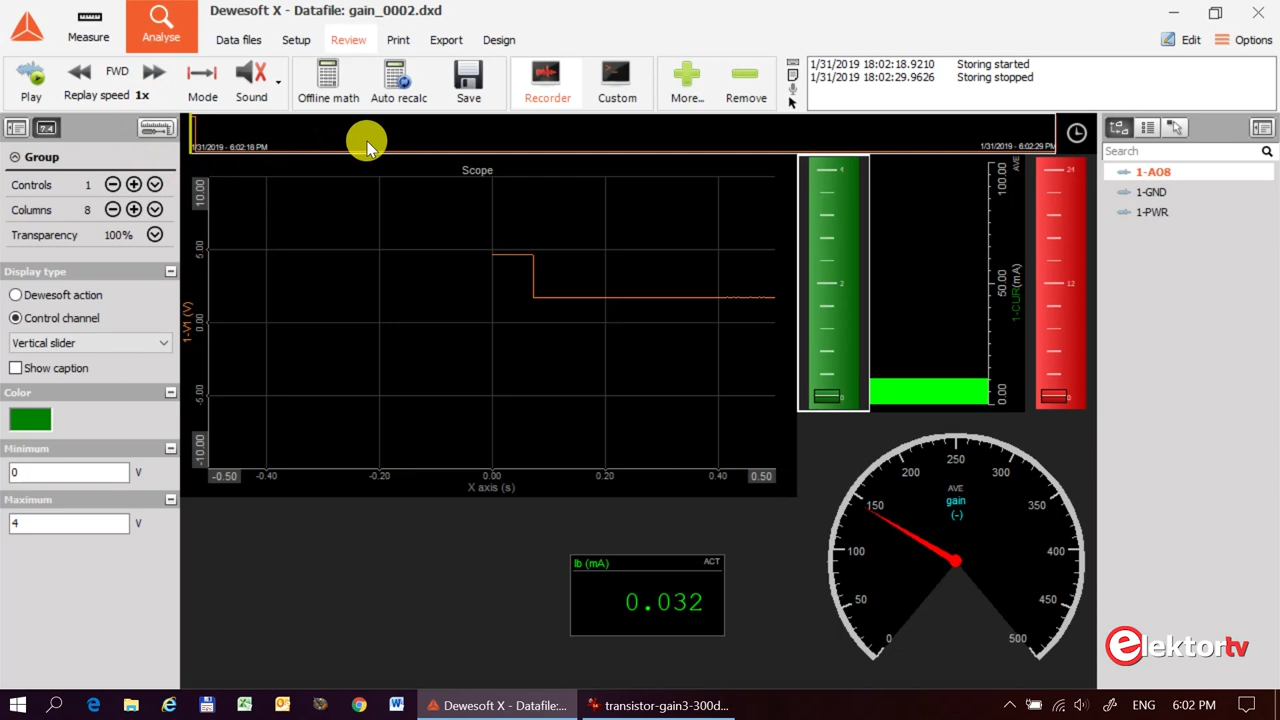 Dewesoft X - Datafile: gain_0002.dxd
Measure
Analyse
Data files
Setup
Review
Print
Export
Design
Edit
Options
Play
FWD
Replay speed 1x
Mode
Sound
Offline math
Auto recalc
Save
Recorder
Custom
More...
Remove
1/31/2019 18:02:18.9210 Storing started
1/31/2019 18:02:29.9626 Storing stopped
1/31/2019 - 6:02:18 PM
1/31/2019 - 6:02:29 PM
Group
Controls 1
Columns 8
Transparency 100%
Display type
Dewesoft action
Control channel
Vertical slider
Show caption
Color
Minimum
0 V
Maximum
4 V
Scope
10.00
5.00
0.00
-5.00
-10.00
1-V1 (V)
-0.50
-0.40
-0.20
0.00
0.20
0.40
0.50
X axis (s)
4
2
0
AVE
100.00
50.00
0.00
1-CUR(mA)
24
12
0
Ib (mA)
ACT
0.032
0
50
100
150
200
250
300
350
400
450
500
AVE
gain
(-)
Search
1-AO8
1-GND
1-PWR
elektortv
Dewesoft X - Datafile:...
transistor-gain3-300d...
ENG
6:02 PM